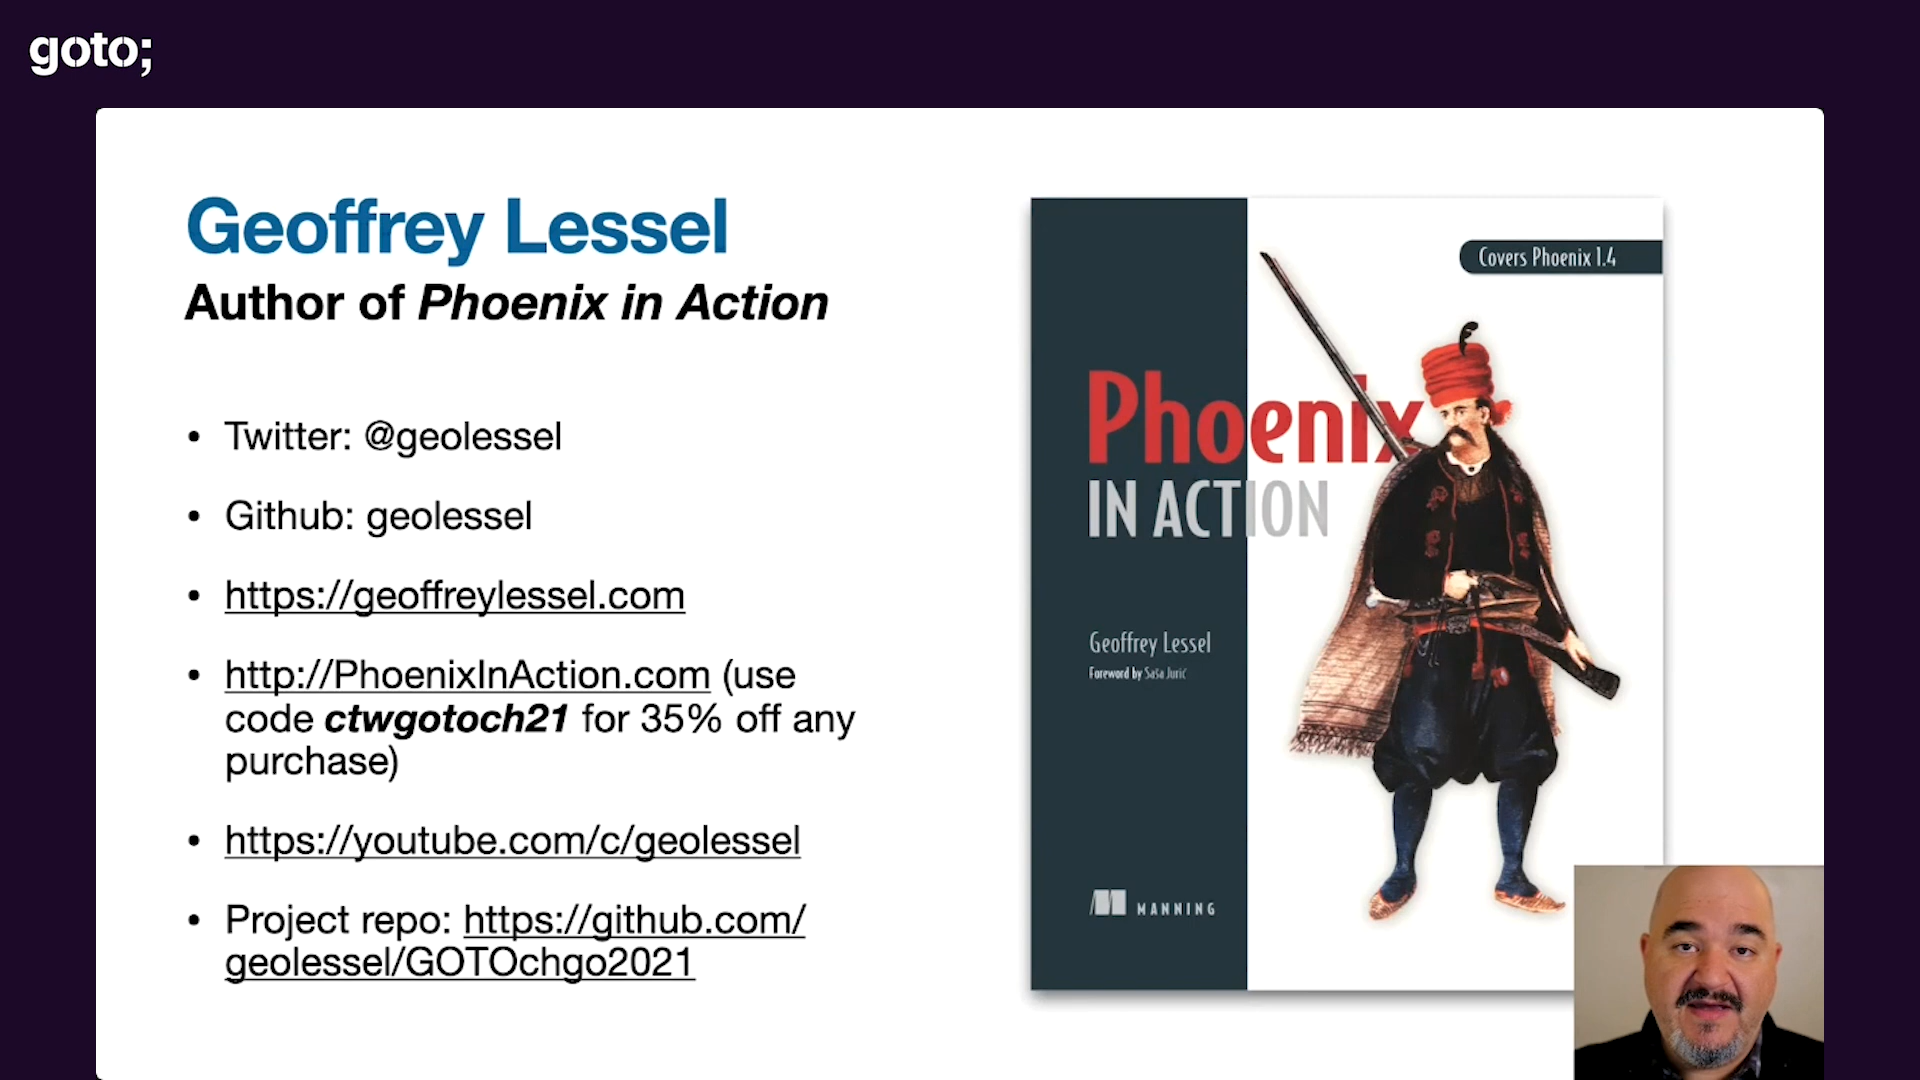 goto;
Geoffrey Lessel
Author of Phoenix in Action
• Twitter: @geolessel
• Github: geolessel
• https://geoffreylessel.com
• http://PhoenixInAction.com (use
code ctwgotoch21 for 35% off any
purchase)
• https://youtube.com/c/geolessel
• Project repo: https://github.com/
geolessel/GOTOchgo2021
Covers Phoenix 1.4
Phoenix
IN ACTION
Geoffrey Lessel
Foreword by Saša Jurić
MANNING